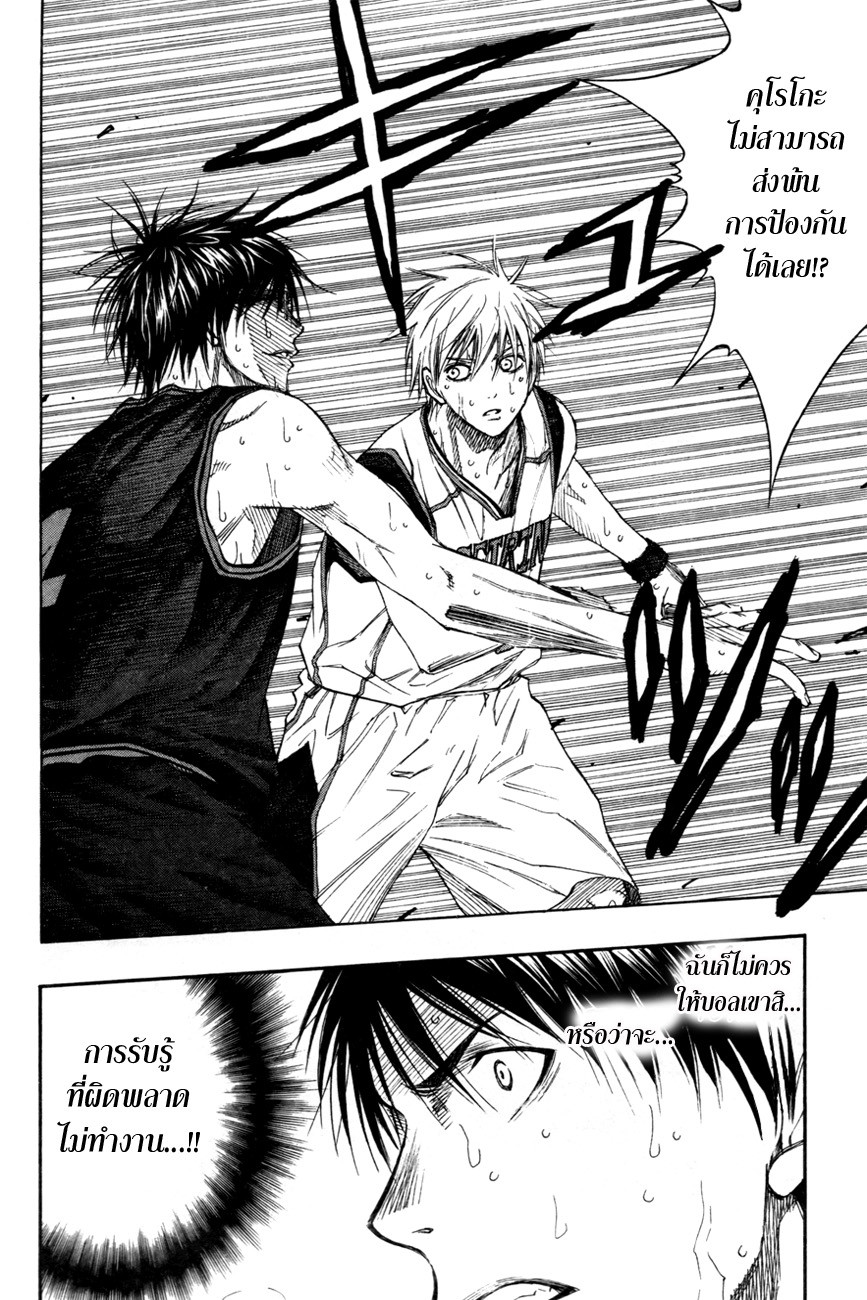 คุโรโกะ
ไม่สามารถ
ส่งพ้น
การป้องกัน
ได้เลย!?
ฉันก็ไม่ควร
ให้บอลเขาสิ...
หรือว่าจะ...
การรับรู้
ที่ผิดพลาด
ไม่ทำงาน...!!